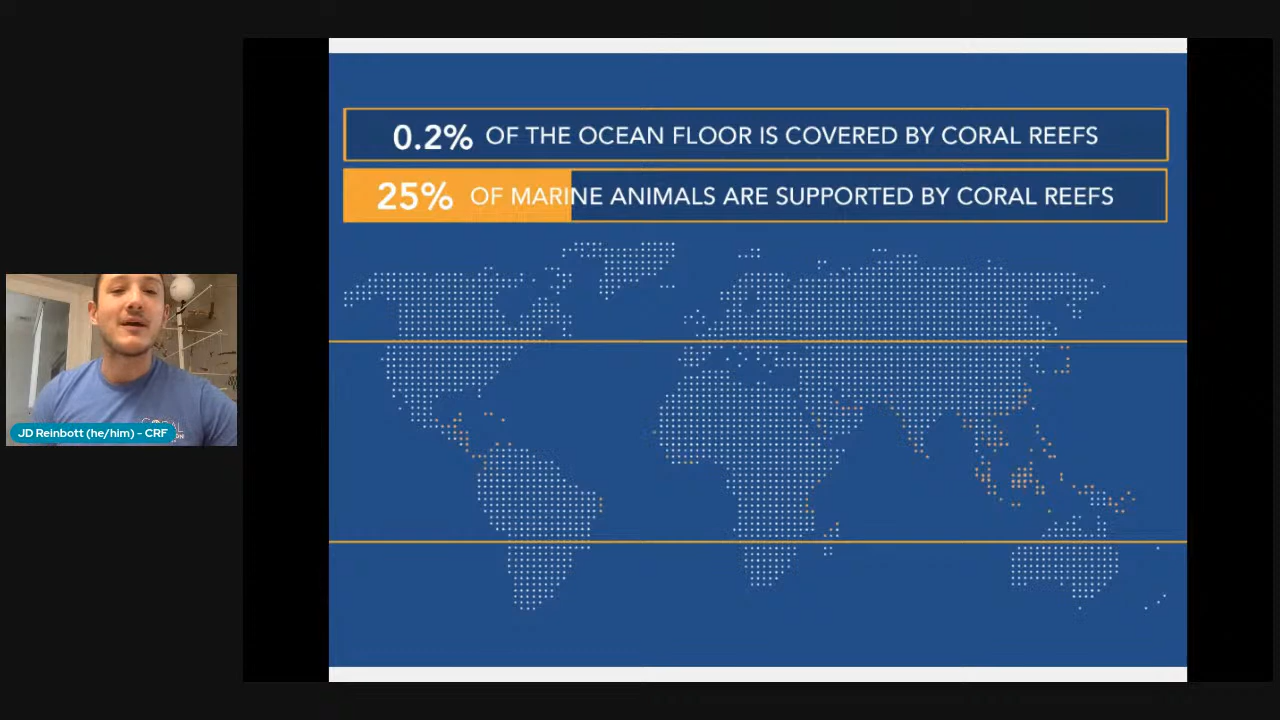 0.2% OF THE OCEAN FLOOR IS COVERED BY CORAL REEFS
25% OF MARINE ANIMALS ARE SUPPORTED BY CORAL REEFS
JD Reinbott (he/him) - CRF